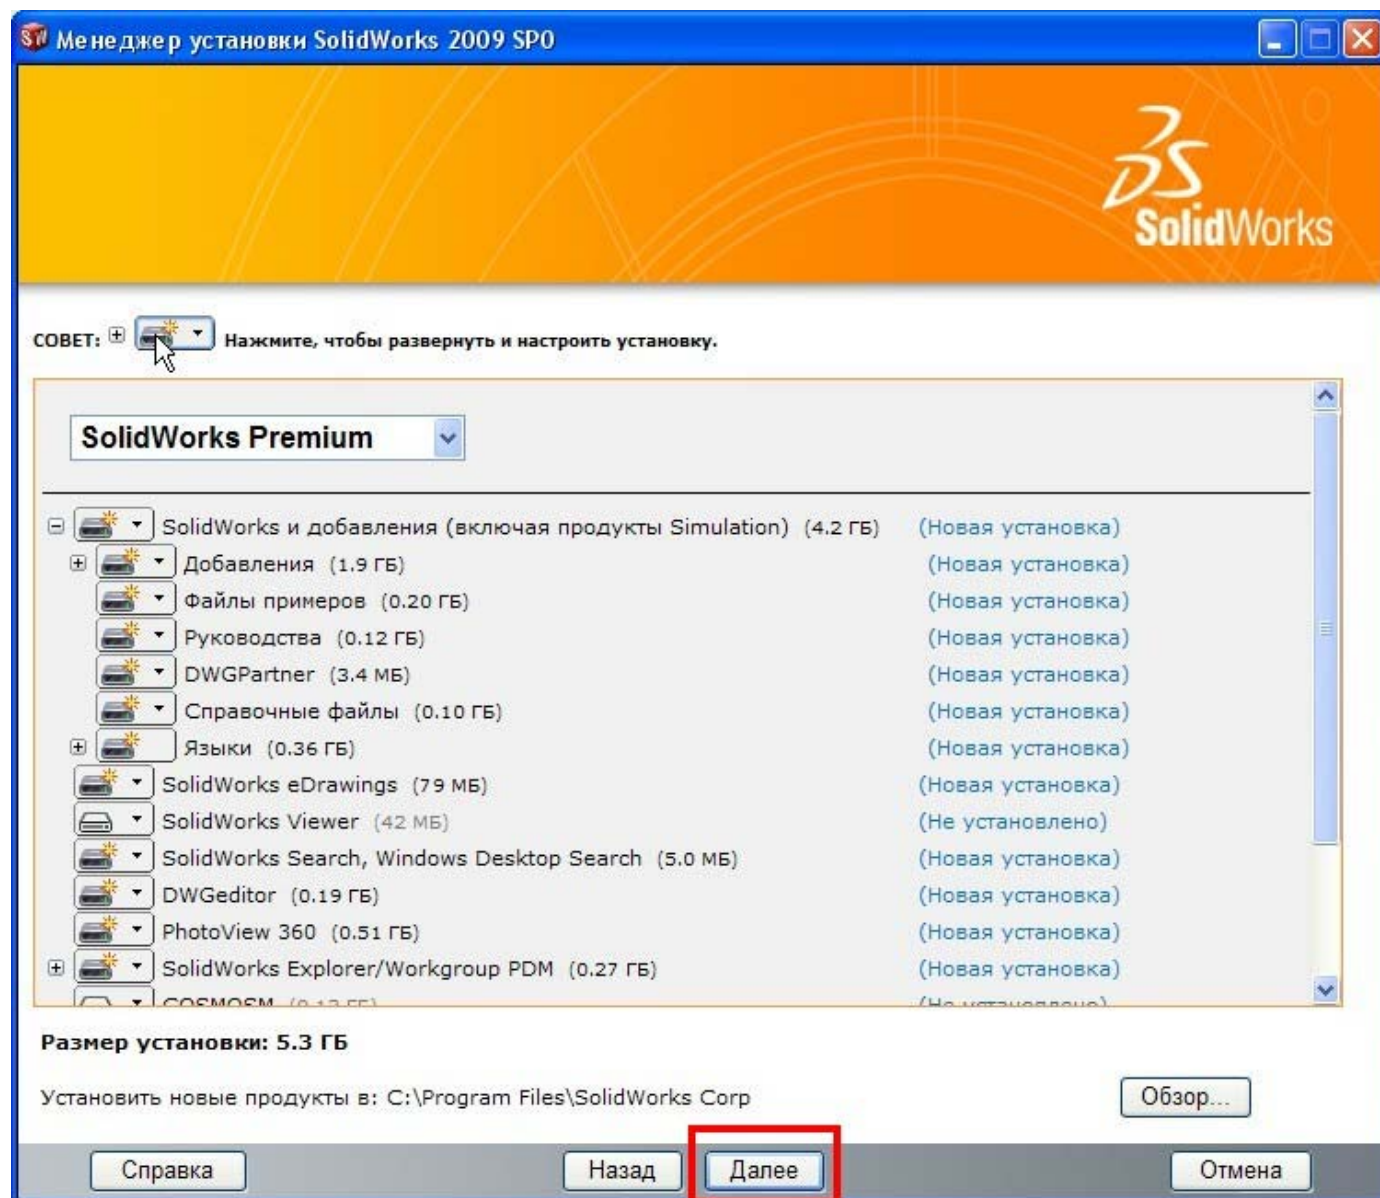 Менеджер установки SolidWorks 2009 SP0
SolidWorks
СОВЕТ: Нажмите, чтобы развернуть и настроить установку.
SolidWorks Premium
SolidWorks и добавления (включая продукты Simulation) (4.2 ГБ) (Новая установка)
Добавления (1.9 ГБ) (Новая установка)
Файлы примеров (0.20 ГБ) (Новая установка)
Руководства (0.12 ГБ) (Новая установка)
DWGPartner (3.4 МБ) (Новая установка)
Справочные файлы (0.10 ГБ) (Новая установка)
Языки (0.36 ГБ) (Новая установка)
SolidWorks eDrawings (79 МБ) (Новая установка)
SolidWorks Viewer (42 МБ) (Не установлено)
SolidWorks Search, Windows Desktop Search (5.0 МБ) (Новая установка)
DWGeditor (0.19 ГБ) (Новая установка)
PhotoView 360 (0.51 ГБ) (Новая установка)
SolidWorks Explorer/Workgroup PDM (0.27 ГБ) (Новая установка)
COSMOSM (0.12 ГБ) (Не установлено)
Размер установки: 5.3 ГБ
Установить новые продукты в: C:\Program Files\SolidWorks Corp Обзор...
Справка Назад Далее Отмена